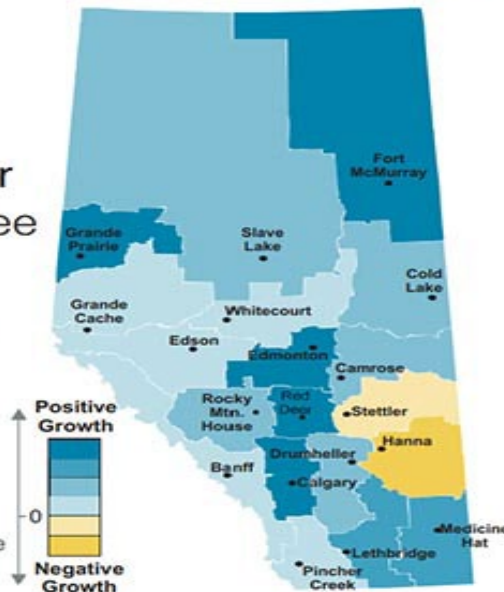 r
ee
Fort
McMurray
Grande
Prairie
Slave
Lake
Cold
Lake
Grande
Cache
Whitecourt
Edson
Edmonton
Camrose
Rocky
Mtn.
House
Red
Deer
Stettler
Hanna
Drumheller
Banff
Calgary
Medicine
Hat
Lethbridge
Pincher
Creek
Positive
Growth
0
e
Negative
Growth